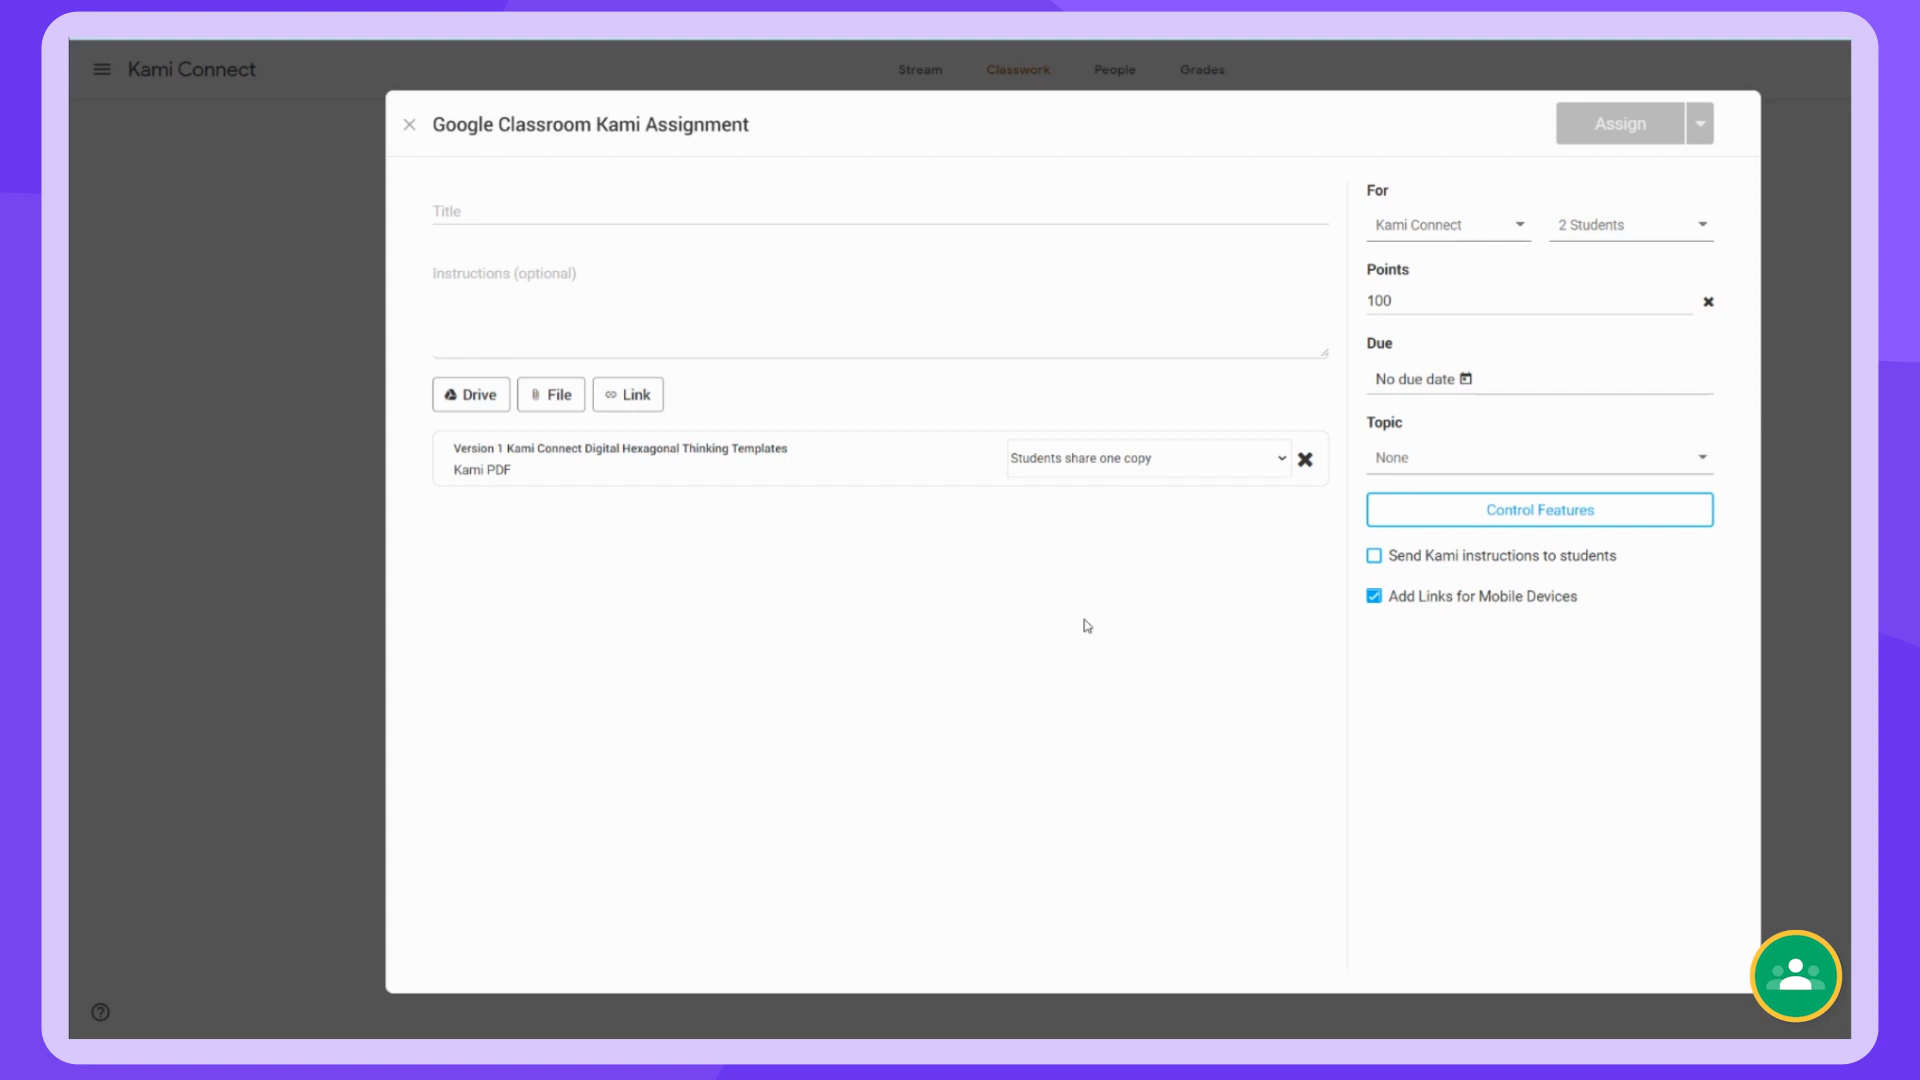 Kami Connect
Stream
Classwork
People
Grades
Google Classroom Kami Assignment
Assign
Title
Instructions (optional)
Drive
File
Link
Version 1 Kami Connect Digital Hexagonal Thinking Templates
Kami PDF
Students share one copy
For
Kami Connect
2 Students
Points
100
Due
No due date
Topic
None
Control Features
Send Kami instructions to students
Add Links for Mobile Devices